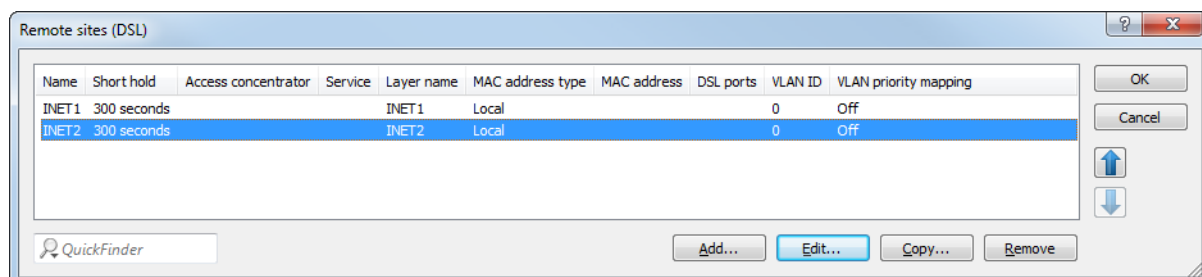 Remote sites (DSL) ?
Name Short hold Access concentrator Service Layer name MAC address type MAC address DSL ports VLAN ID VLAN priority mapping
INET1 300 seconds INET1 Local 0 Off
INET2 300 seconds INET2 Local 0 Off
OK
Cancel
QuickFinder
Add... Edit... Copy... Remove